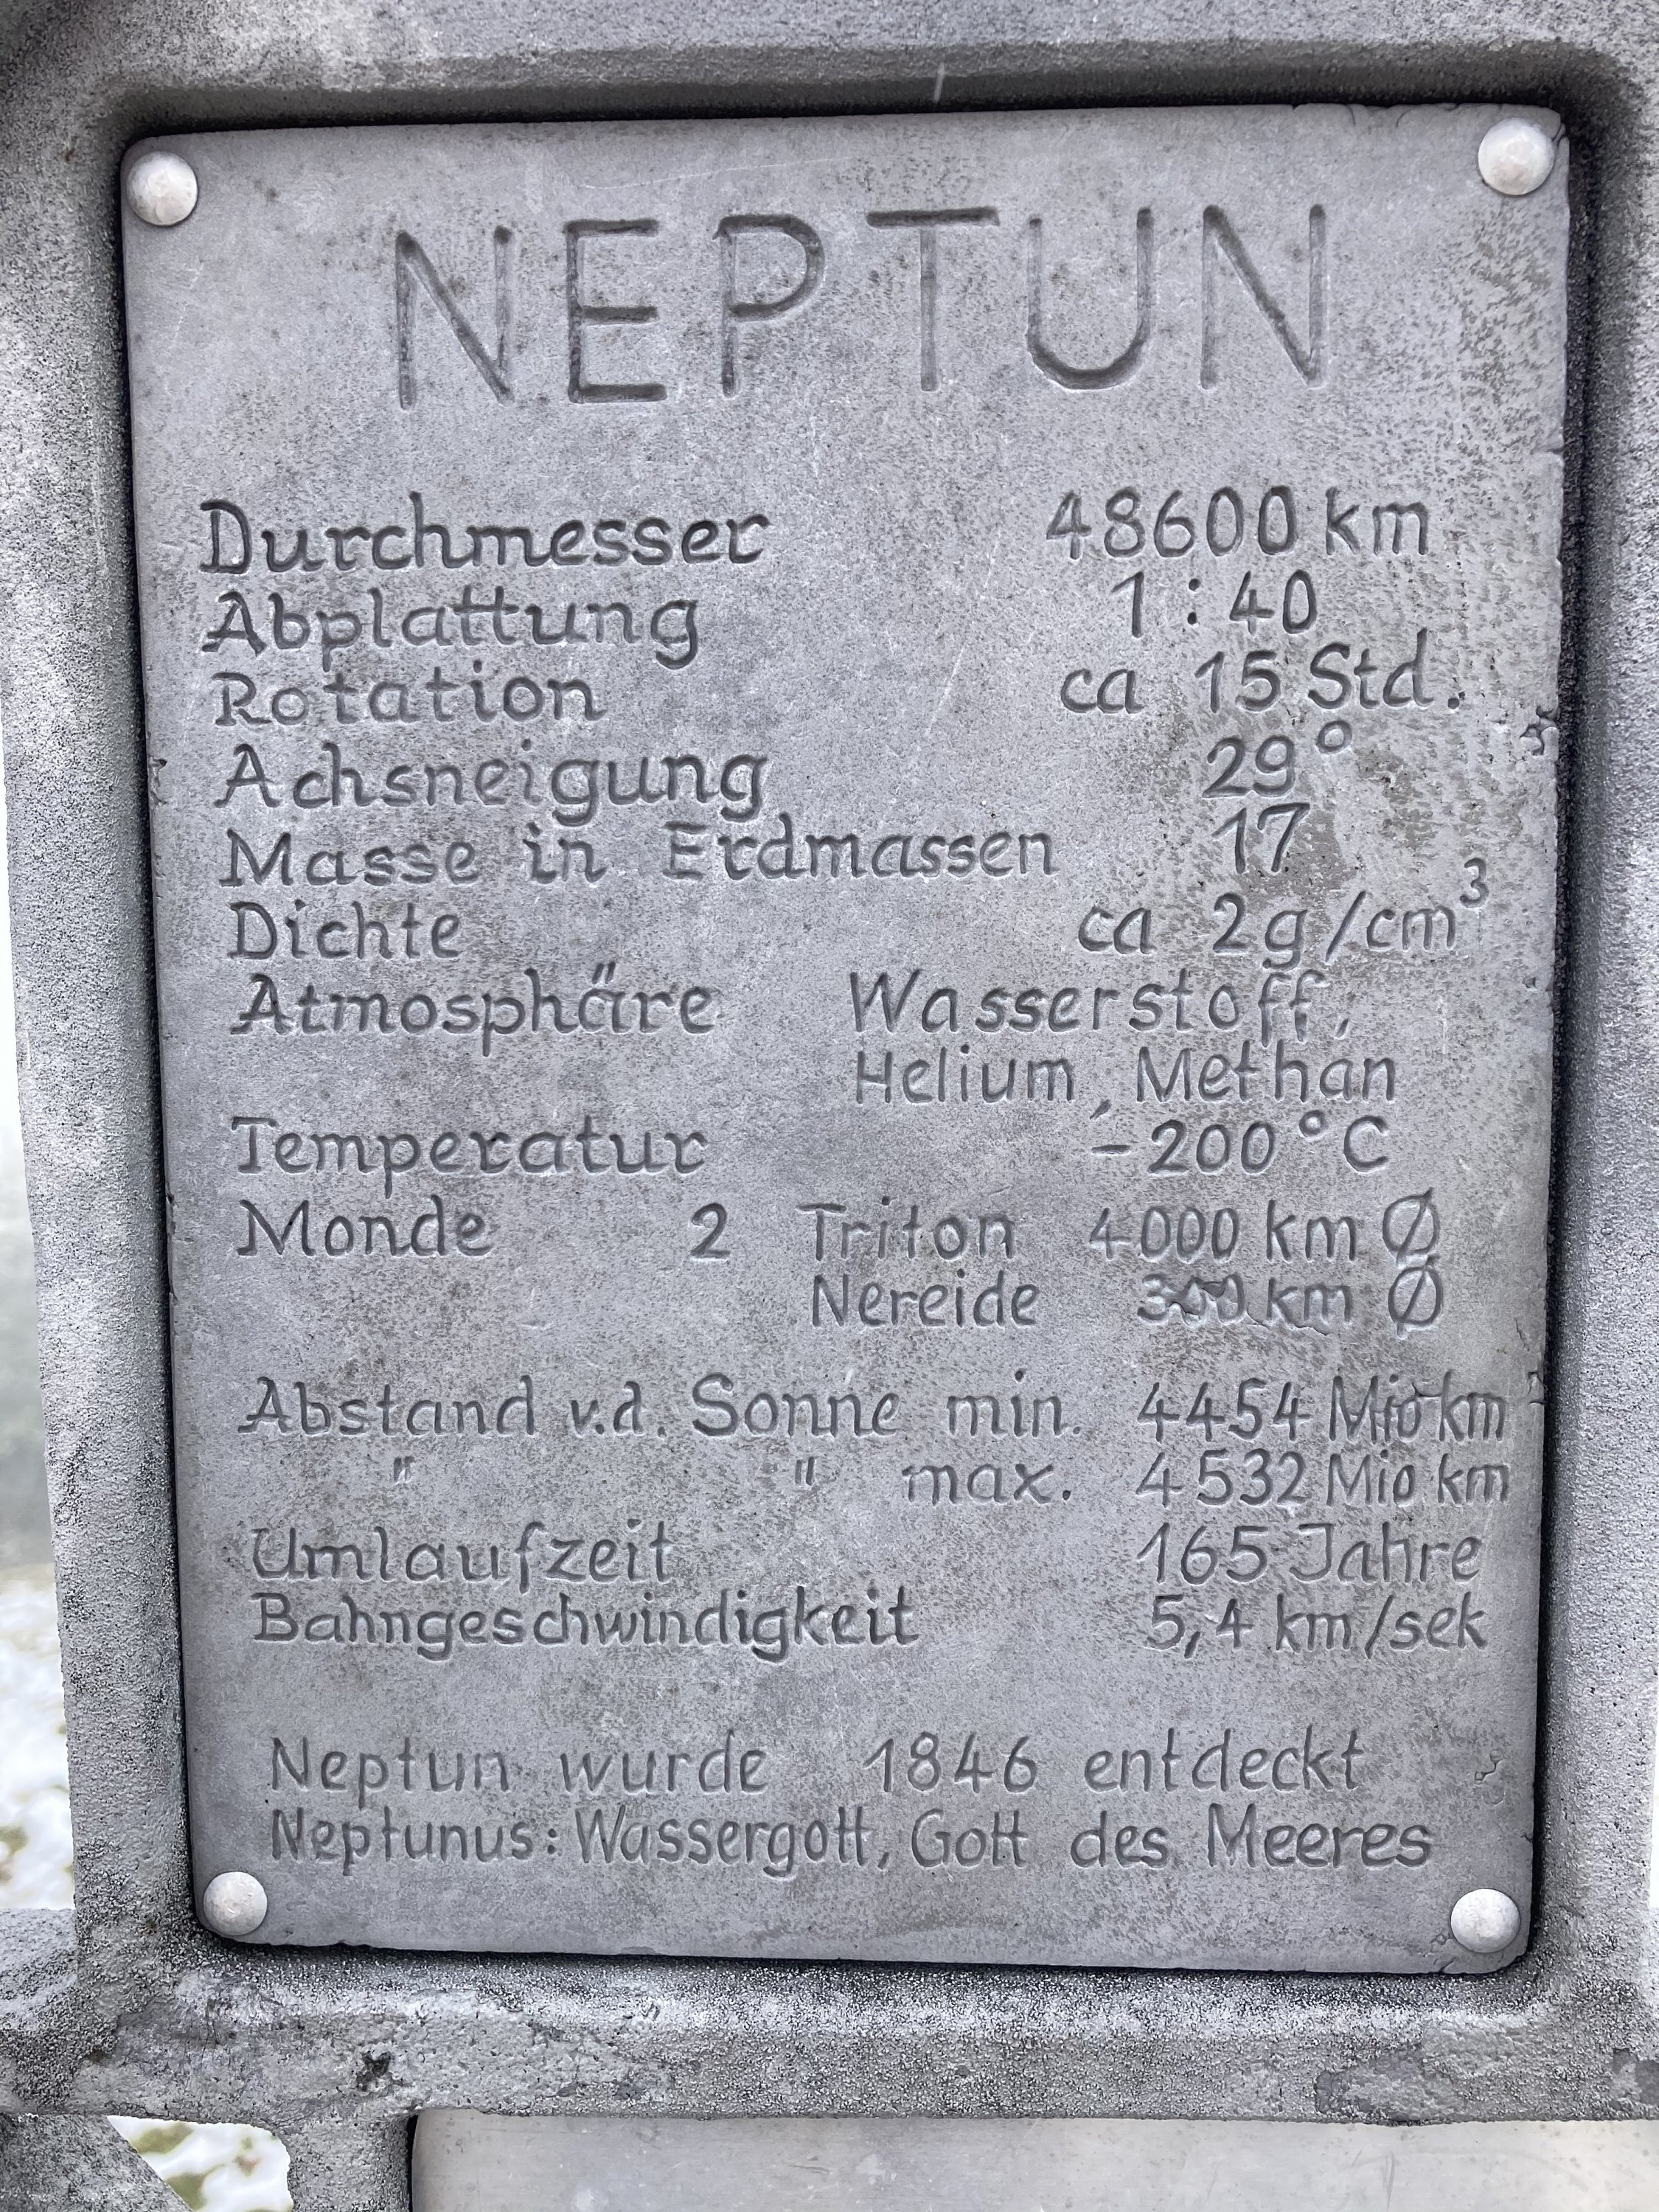 NEPTUN
Durchmesser 48600 km
Abplattung 1 : 40
Rotation ca 15 Std.
Achsneigung 29°
Masse in Erdmassen 17
Dichte ca 2g/cm³
Atmosphäre Wasserstoff,
Helium, Methan
Temperatur -200°C
Monde 2 Triton 4000 km Ø
Nereide 300 km Ø
Abstand v.d. Sonne min. 4454 Mio km
" " max. 4532 Mio km
Umlaufzeit 165 Jahre
Bahngeschwindigkeit 5,4 km/sek
Neptun wurde 1846 entdeckt
Neptunus: Wassergott, Gott des Meeres